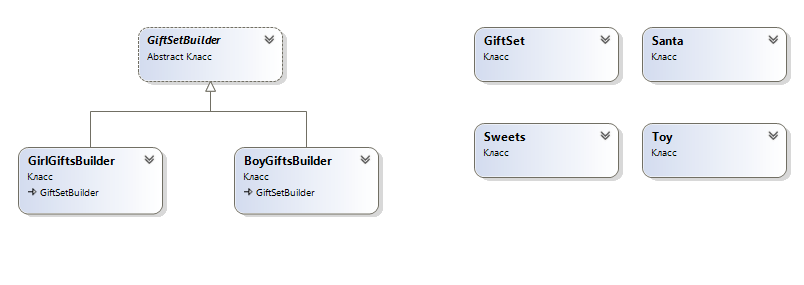 GiftSetBuilder
Abstract Класс
GirlGiftsBuilder
Класс
GiftSetBuilder
BoyGiftsBuilder
Класс
GiftSetBuilder
GiftSet
Класс
Santa
Класс
Sweets
Класс
Toy
Класс